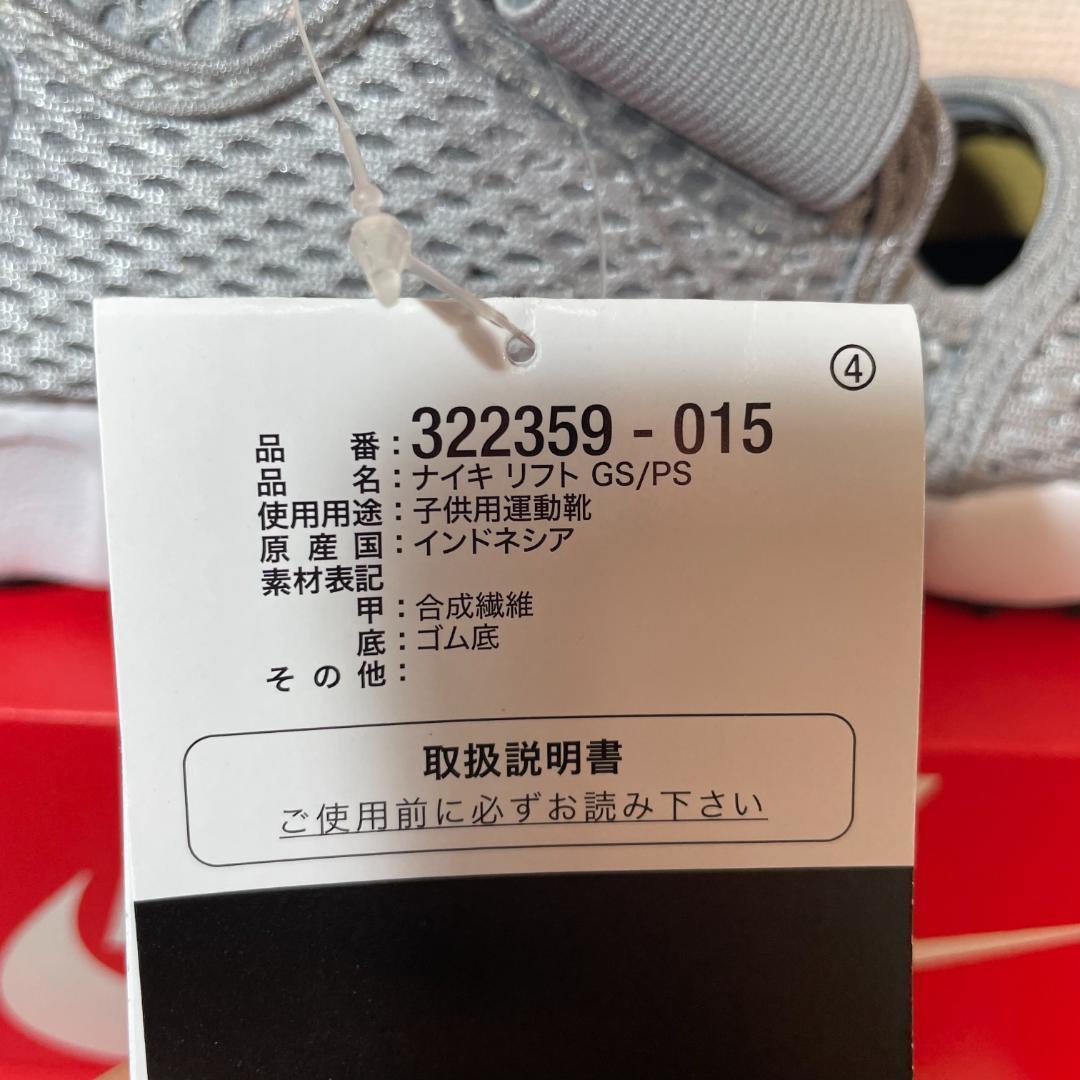 ④
品番:322359-015
品名:ナイキ リフト GS/PS
使用用途:子供用運動靴
原産国:インドネシア
素材表記
甲:合成繊維
底:ゴム底
その他:
取扱説明書
ご使用前に必ずお読み下さい